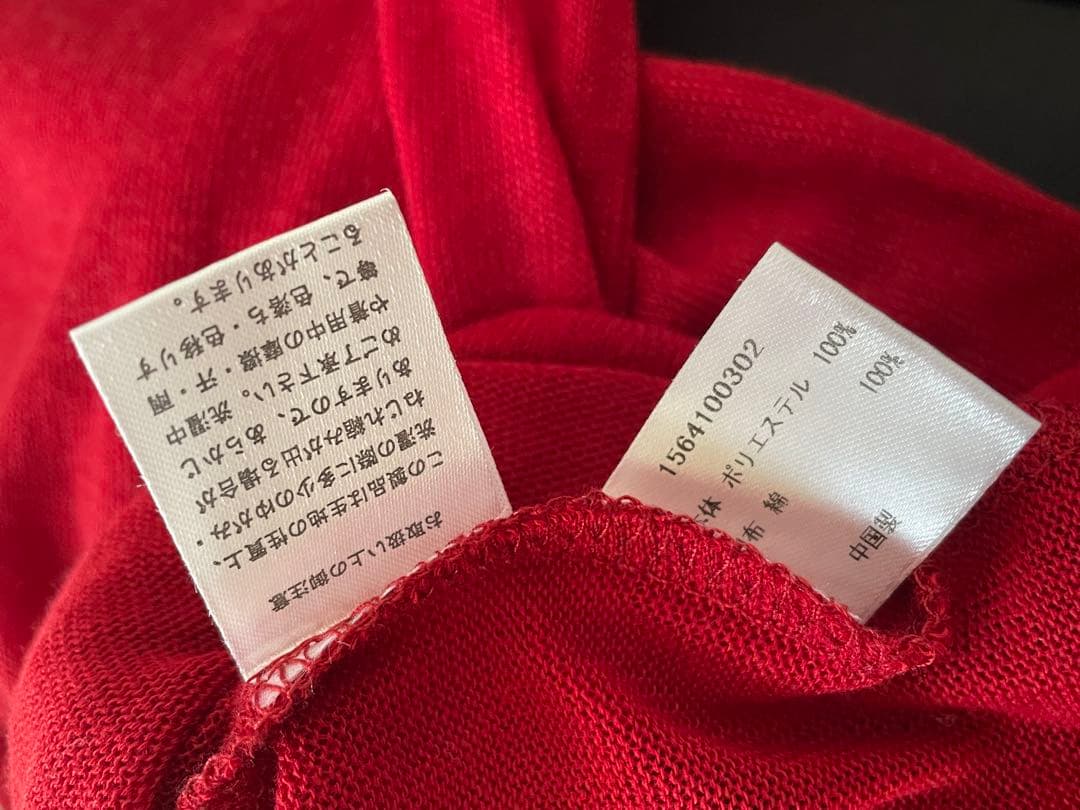 お取扱い上の御注意
この製品は生地の性質上、
洗濯の際に多少のゆがみ・
ねじれ縮みが出る場合が
ありますので、あらかじ
めご了承下さい。洗濯中
や着用中の摩擦・汗・雨
等で、色落ち・色移りす
ることがあります。
1564100302
体 ポリエステル 100%
布 綿 100%
中国製